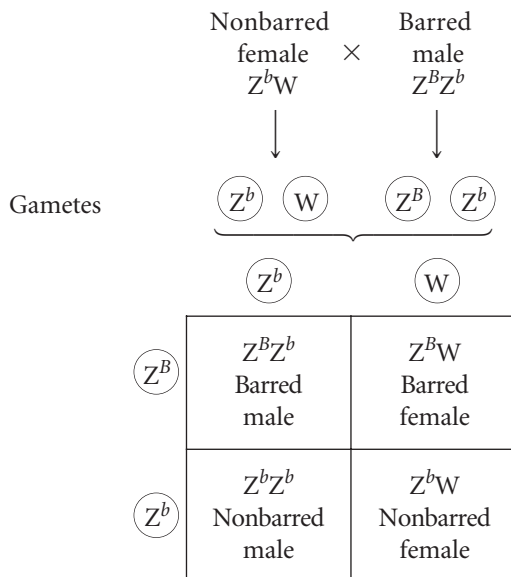 Nonbarred Barred
female × male
Z^bW Z^BZ^b
Gametes Z^b W Z^B Z^b
Z^b W
Z^B
Z^BZ^b Z^BW
Barred Barred
male female
Z^b
Z^bZ^b Z^bW
Nonbarred Nonbarred
male female